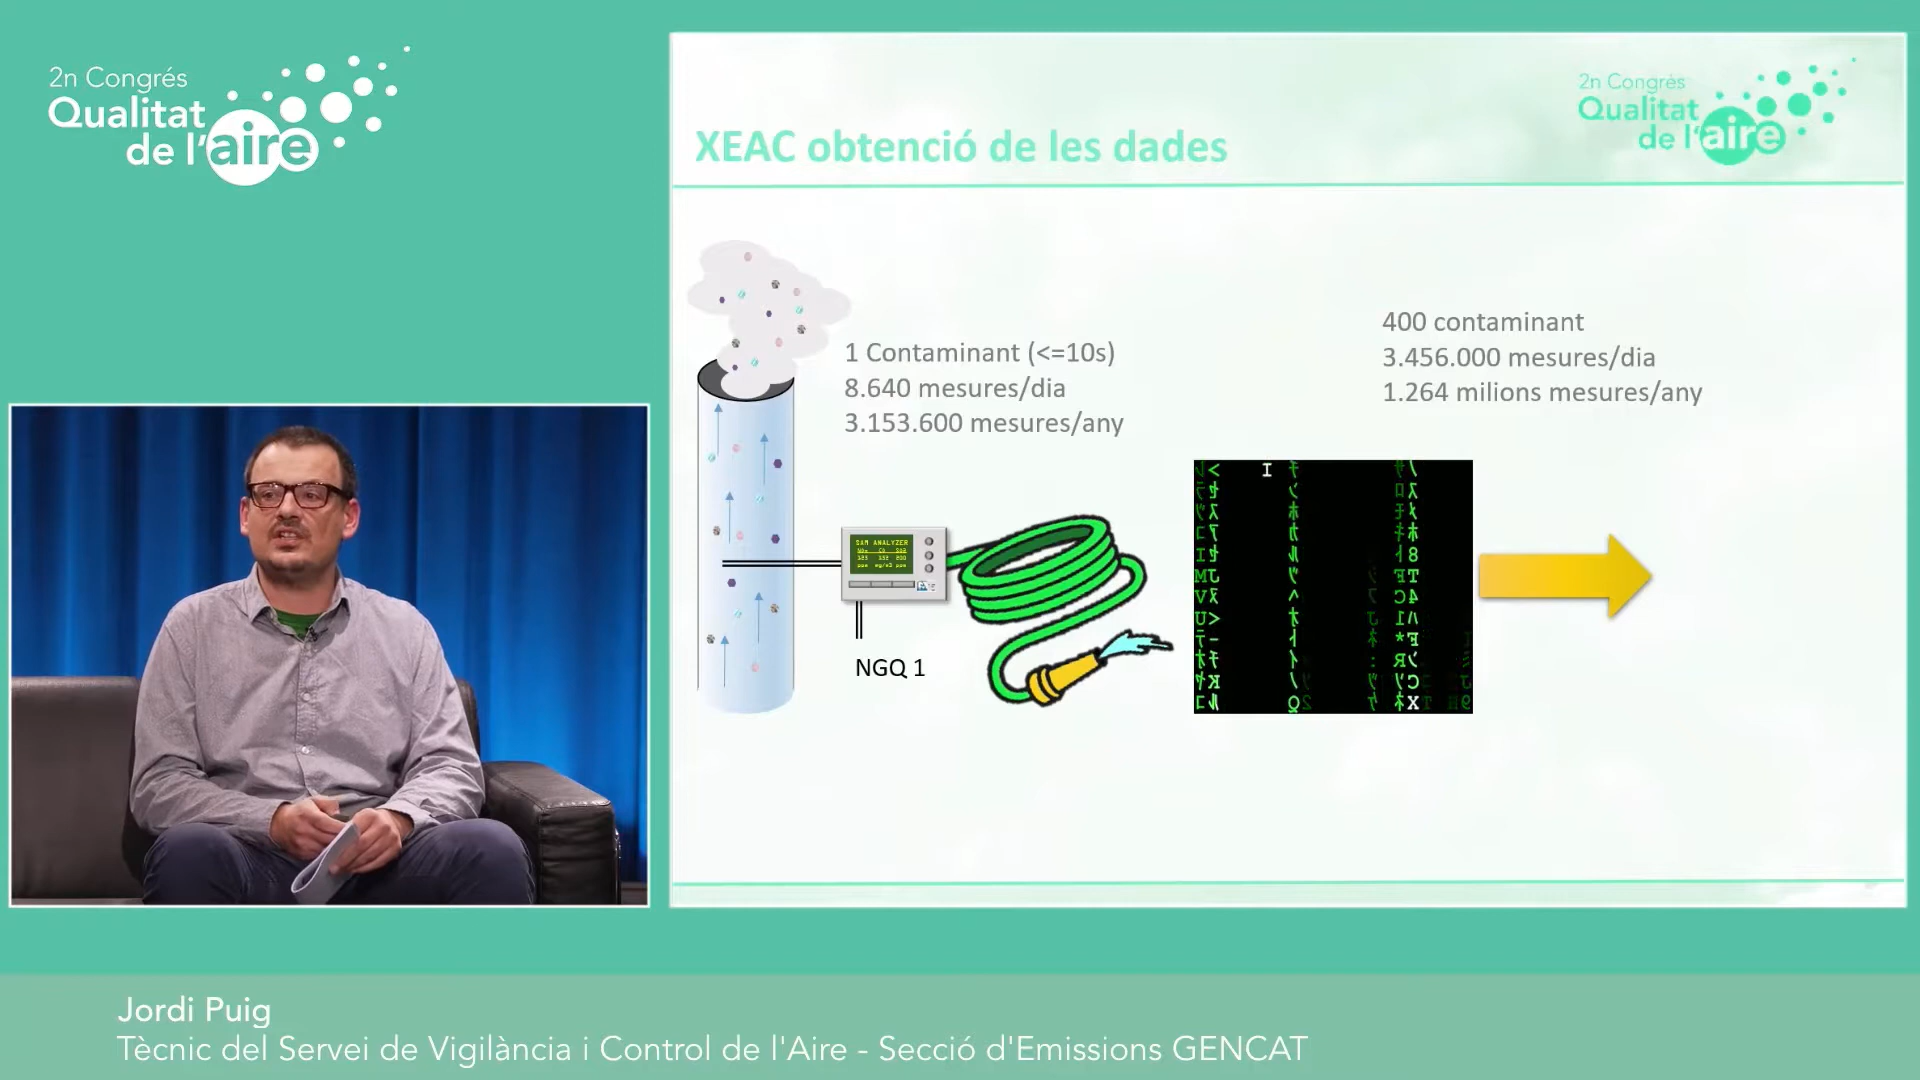 2n Congrés
Qualitat
de l'aire
2n Congrés
Qualitat
de l'aire
XEAC obtenció de les dades
1 Contaminant (<=10s)
8.640 mesures/dia
3.153.600 mesures/any
400 contaminant
3.456.000 mesures/dia
1.264 milions mesures/any
SAM ANALYZER
NGQ 1
Jordi Puig
Tècnic del Servei de Vigilància i Control de l'Aire - Secció d'Emissions GENCAT